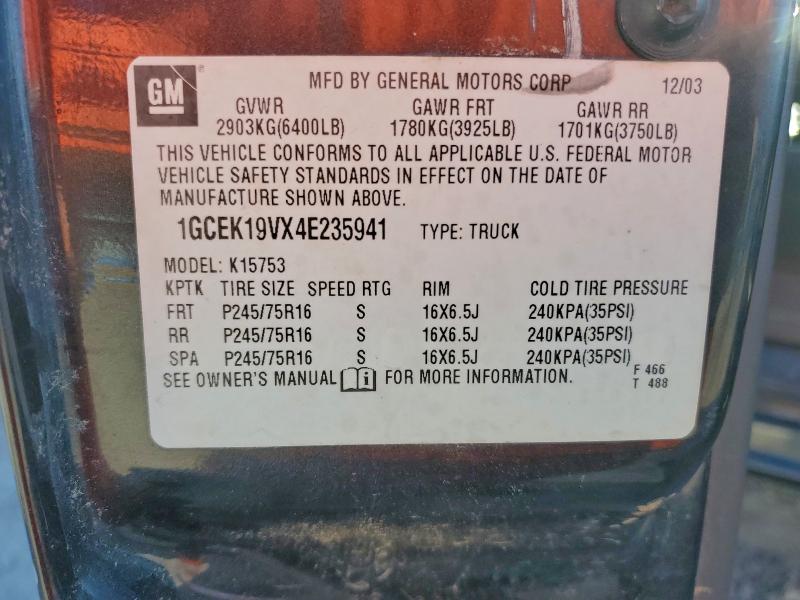 GM
MFD BY GENERAL MOTORS CORP 12/03
GVWR GAWR FRT GAWR RR
2903KG(6400LB) 1780KG(3925LB) 1701KG(3750LB)
THIS VEHICLE CONFORMS TO ALL APPLICABLE U.S. FEDERAL MOTOR
VEHICLE SAFETY STANDARDS IN EFFECT ON THE DATE OF
MANUFACTURE SHOWN ABOVE.
1GCEK19VX4E235941 TYPE: TRUCK
MODEL: K15753
KPTK TIRE SIZE SPEED RTG RIM COLD TIRE PRESSURE
FRT P245/75R16 S 16X6.5J 240KPA(35PSI)
RR P245/75R16 S 16X6.5J 240KPA(35PSI)
SPA P245/75R16 S 16X6.5J 240KPA(35PSI)
SEE OWNER'S MANUAL i FOR MORE INFORMATION. F 466
T 488